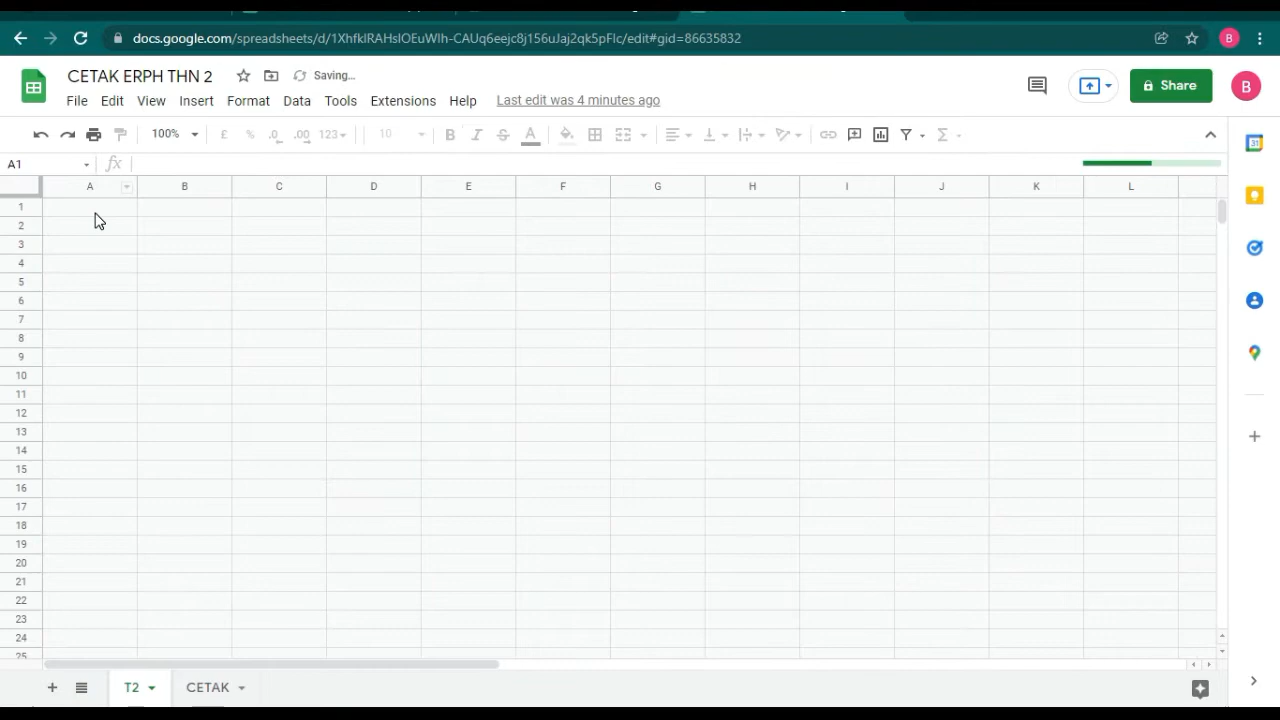 docs.google.com/spreadsheets/d/1XhfklRAHslOEuWlh-CAUq6eejc8j156uJaj2qk5pFlc/edit#gid=86635832
B
CETAK ERPH THN 2
Saving...
File Edit View Insert Format Data Tools Extensions Help Last edit was 4 minutes ago
Share
B
100% £ % .0 .00 123 10 B I S A
31
A1 fx
A B C D E F G H I J K L
1
2
3
4
5
6
7
8
9
10
11
12
13
14
15
16
17
18
19
20
21
22
23
24
25
T2 CETAK